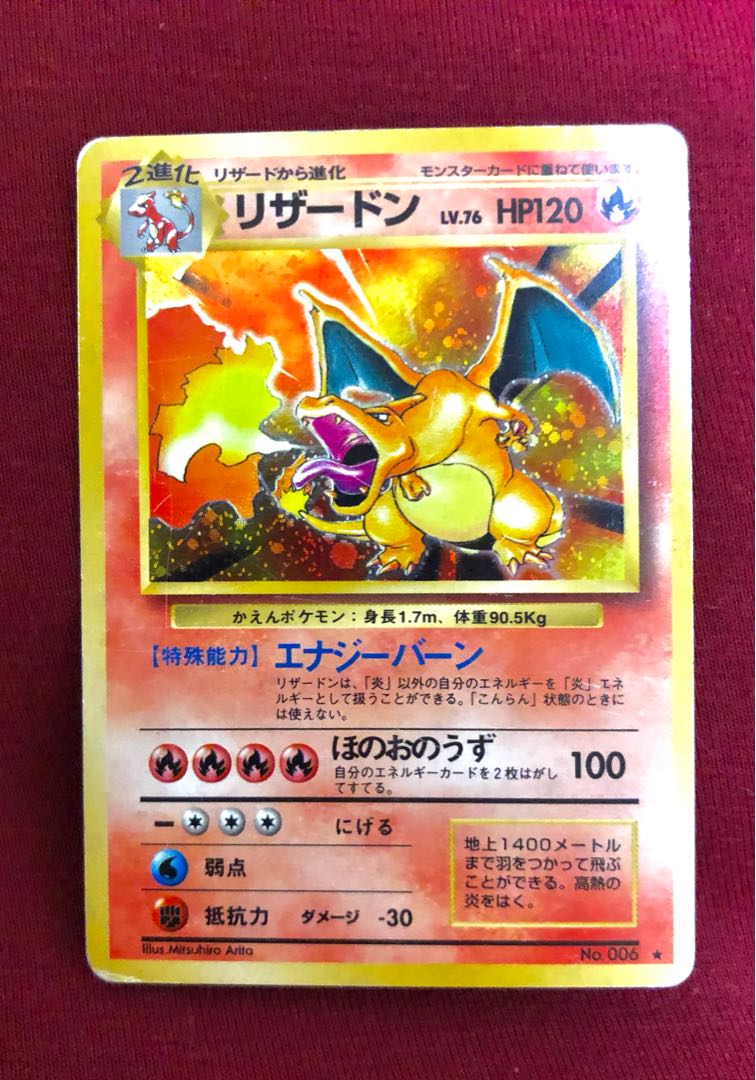 2進化 リザードから進化 モンスターカードに重ねて使います
リザードン LV.76 HP120
かえんポケモン：身長1.7m、体重90.5Kg
【特殊能力】エナジーバーン
リザードンは、「炎」以外の自分のエネルギーを「炎」エネ
ルギーとして扱うことができる。「こんらん」状態のときに
は使えない。
ほのおのうず 100
自分のエネルギーカードを2枚はがし
てすてる。
にげる
弱点
抵抗力 ダメージ -30
地上1400メートル
まで羽をつかって飛ぶ
ことができる。高熱の
炎をはく。
Illus.Mitsuhiro Arita
No. 006 ★